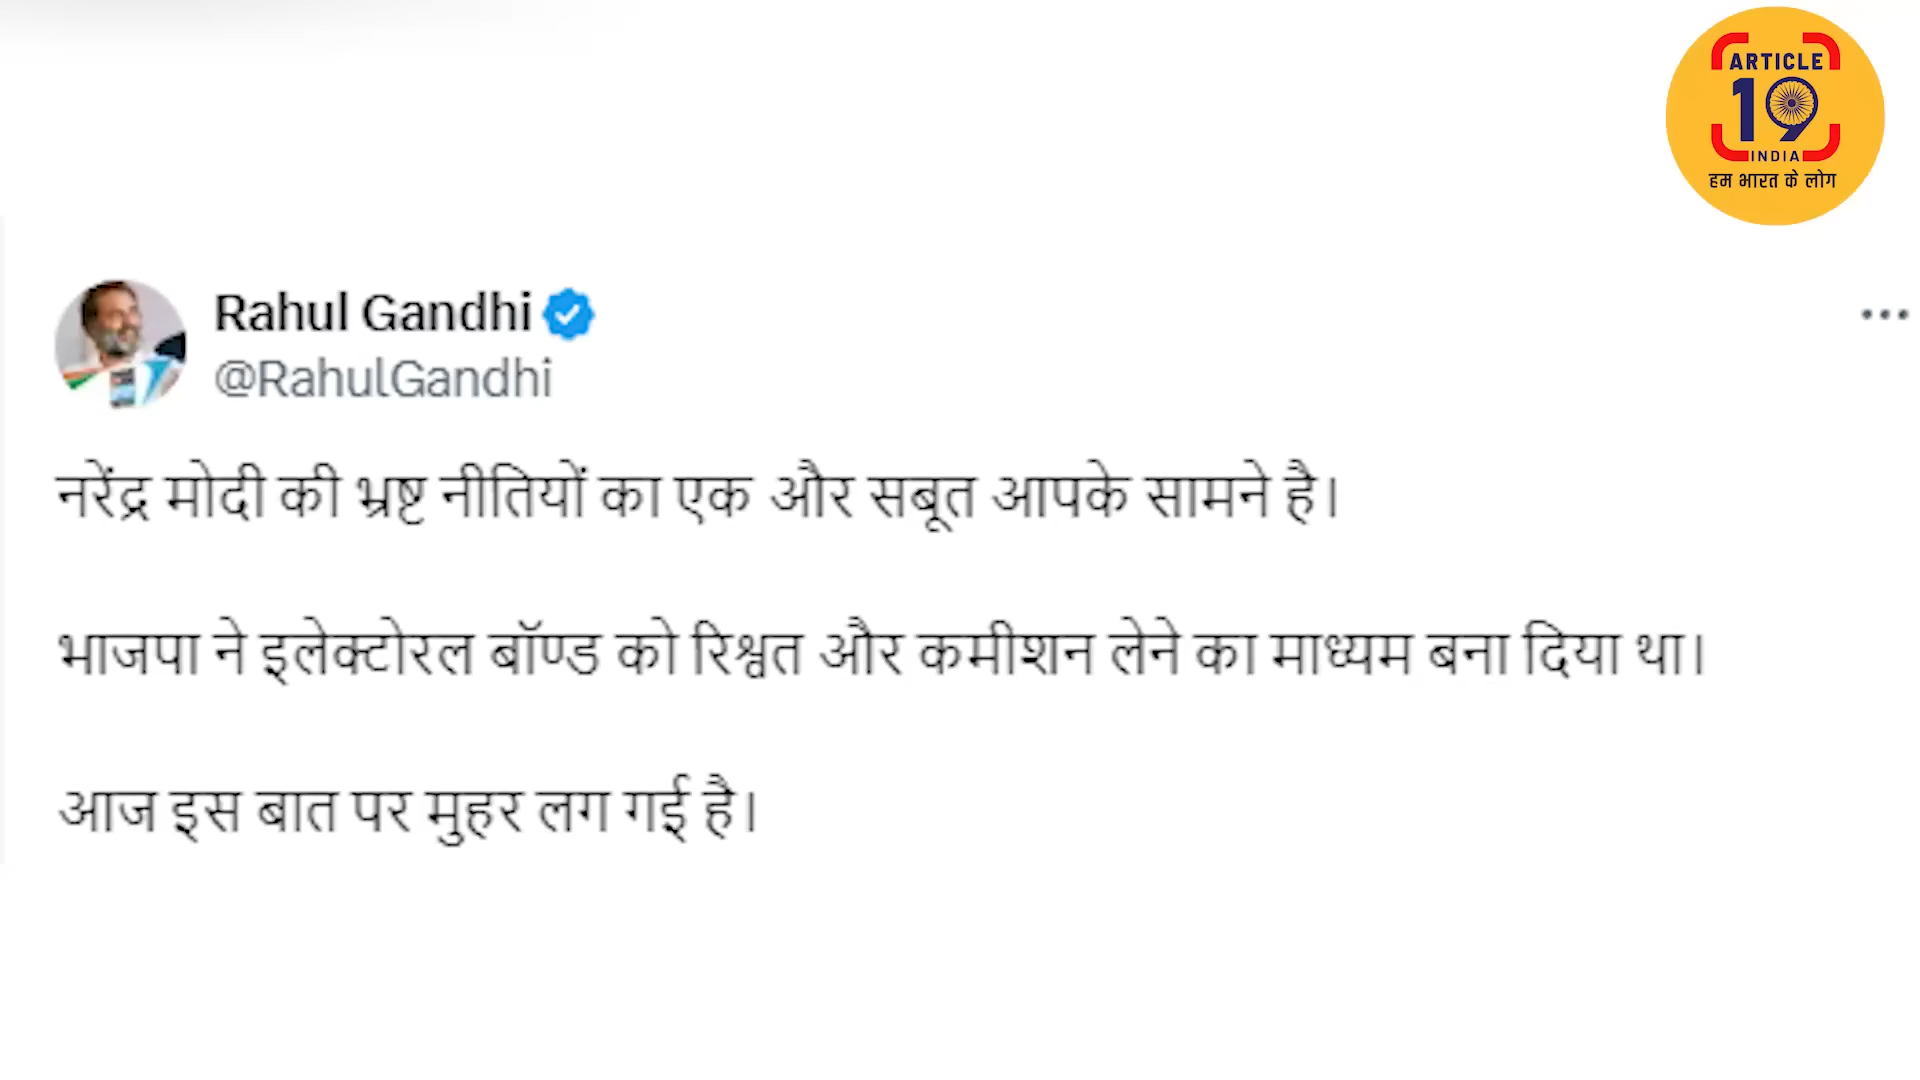 ARTICLE
19
INDIA
हम भारत के लोग
Rahul Gandhi
@RahulGandhi
नरेंद्र मोदी की भ्रष्ट नीतियों का एक और सबूत आपके सामने है।
भाजपा ने इलेक्टोरल बॉण्ड को रिश्वत और कमीशन लेने का माध्यम बना दिया था।
आज इस बात पर मुहर लग गई है।